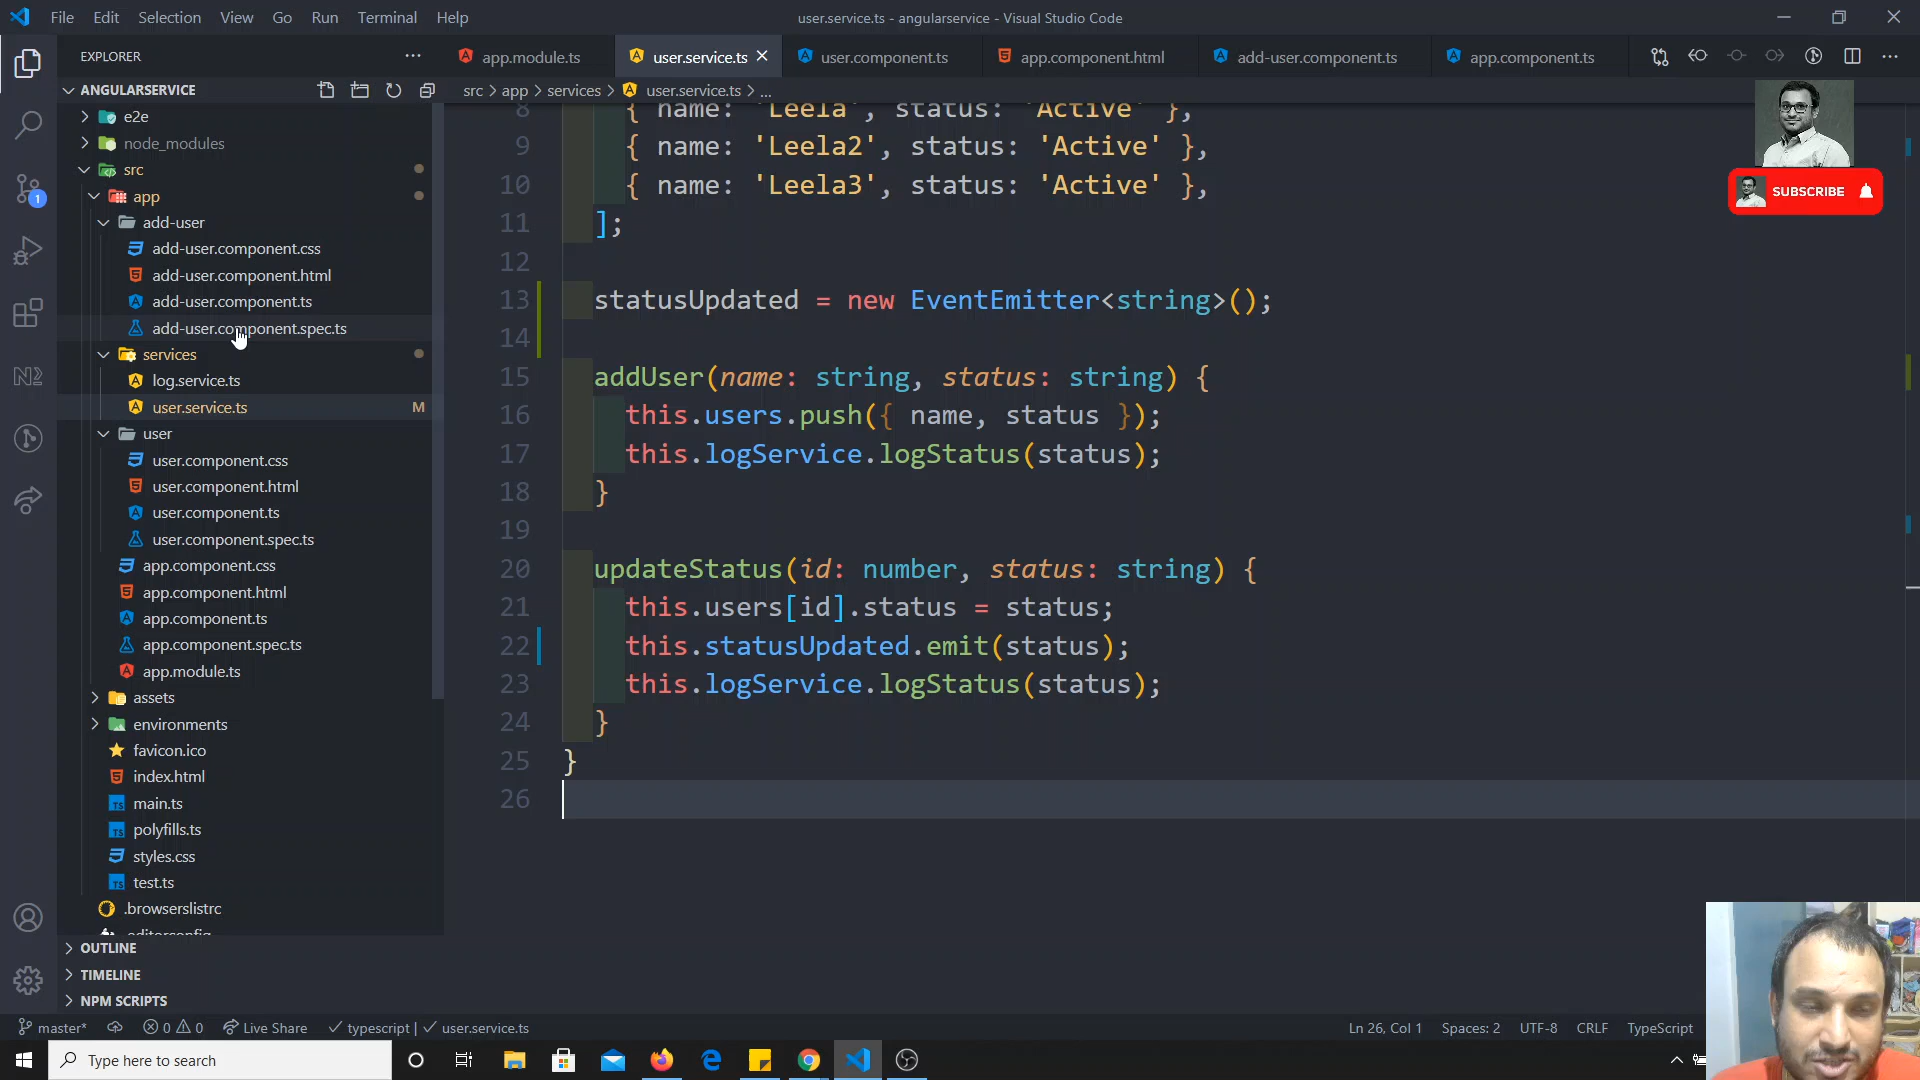 File Edit Selection View Go Run Terminal Help
user.service.ts - angularservice - Visual Studio Code
EXPLORER
app.module.ts
user.service.ts
user.component.ts
app.component.html
add-user.component.ts
app.component.ts
ANGULARSERVICE
src > app > services > user.service.ts > ...
e2e
node_modules
src
app
add-user
add-user.component.css
add-user.component.html
add-user.component.ts
add-user.component.spec.ts
services
log.service.ts
user.service.ts M
user
user.component.css
user.component.html
user.component.ts
user.component.spec.ts
app.component.css
app.component.html
app.component.ts
app.component.spec.ts
app.module.ts
assets
environments
favicon.ico
index.html
main.ts
polyfills.ts
styles.css
test.ts
.browserslistrc
.editorconfig
OUTLINE
TIMELINE
NPM SCRIPTS
1
8 { name: 'Leela', status: 'Active' },
9 { name: 'Leela2', status: 'Active' },
10 { name: 'Leela3', status: 'Active' },
11 ];
12
13 statusUpdated = new EventEmitter<string>();
14
15 addUser(name: string, status: string) {
16 this.users.push({ name, status });
17 this.logService.logStatus(status);
18 }
19
20 updateStatus(id: number, status: string) {
21 this.users[id].status = status;
22 this.statusUpdated.emit(status);
23 this.logService.logStatus(status);
24 }
25 }
26
SUBSCRIBE
master* 0 0 Live Share typescript | user.service.ts
Ln 26, Col 1 Spaces: 2 UTF-8 CRLF TypeScript
Type here to search